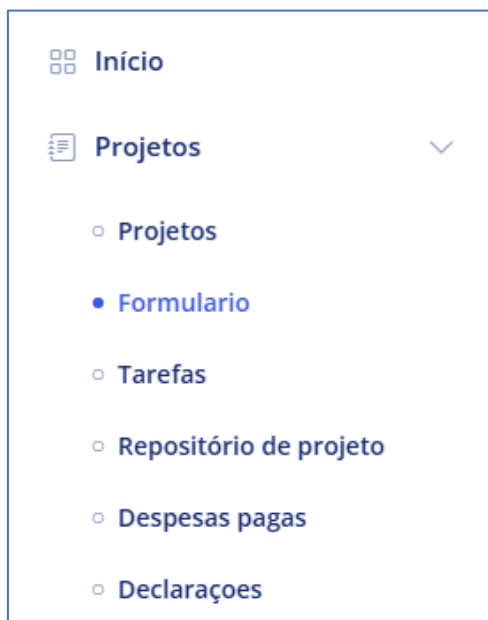 Início
Projetos
Projetos
Formulario
Tarefas
Repositório de projeto
Despesas pagas
Declaraçoes